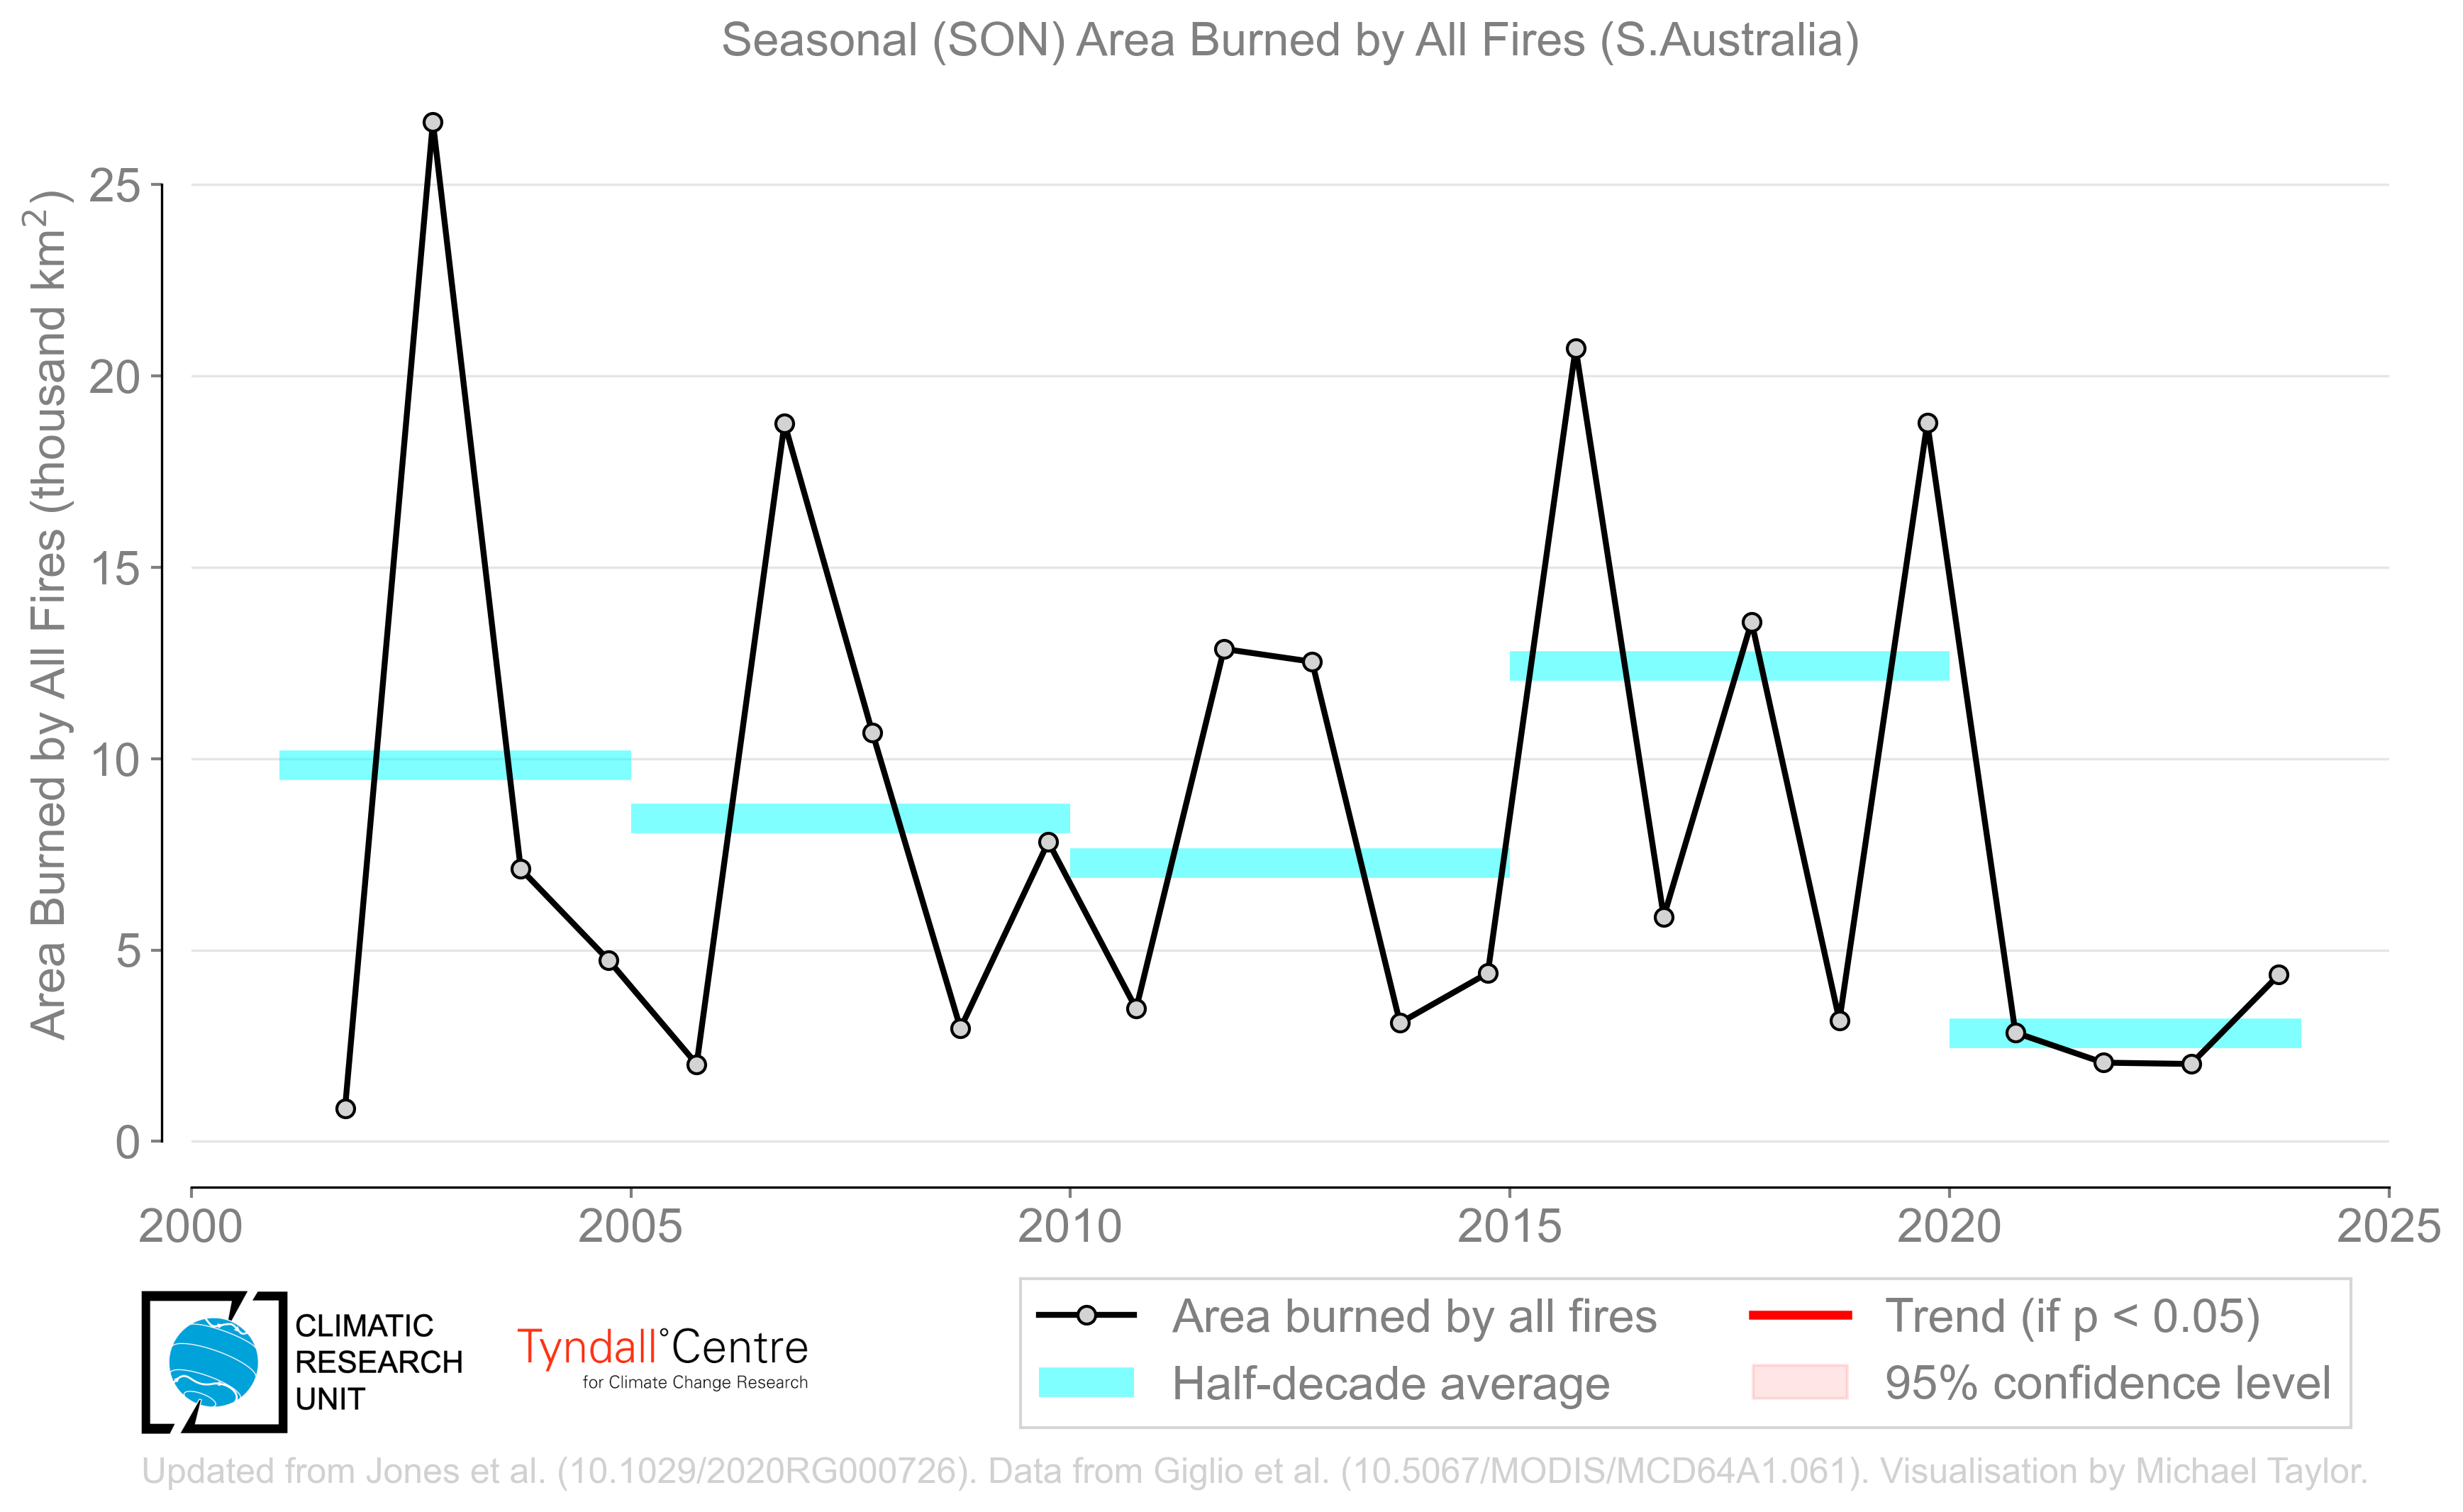 Seasonal (SON) Area Burned by All Fires (S.Australia)
Area Burned by All Fires (thousand km²)
25
20
15
10
5
0
2000 2005 2010 2015 2020 2025
CLIMATIC
RESEARCH
UNIT
Tyndall°Centre
for Climate Change Research
Area burned by all fires
Half-decade average
Trend (if p < 0.05)
95% confidence level
Updated from Jones et al. (10.1029/2020RG000726). Data from Giglio et al. (10.5067/MODIS/MCD64A1.061). Visualisation by Michael Taylor.